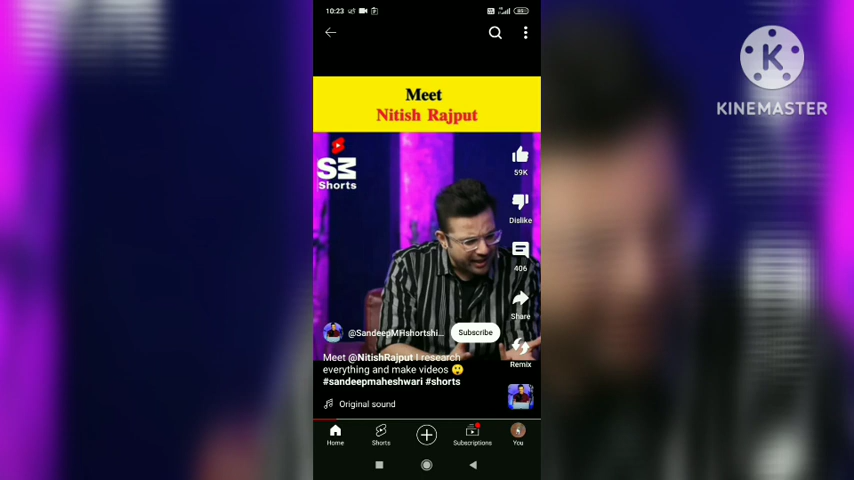 10:23
Meet
Nitish Rajput
SM
Shorts
59K
Dislike
406
Share
@SandeepMHshortshi...
Subscribe
Meet @NitishRajput I research
everything and make videos 😲
#sandeepmaheshwari #shorts
Remix
Original sound
Home
Shorts
Subscriptions
You
K
KINEMASTER